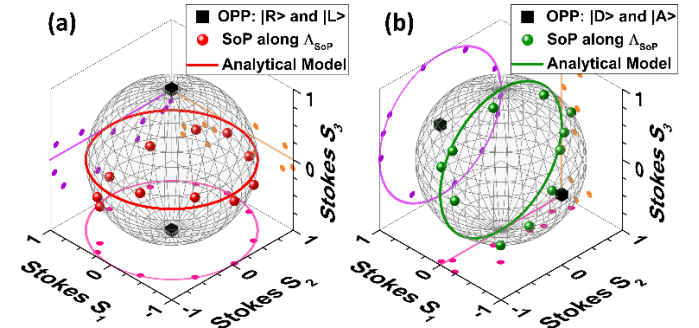 (a)
OPP: |R> and |L>
SoP along Λ_SoP
Analytical Model
1
0
-1
Stokes S_3
1
0
-1
Stokes S_1
1
0
Stokes S_2
(b)
OPP: |D> and |A>
SoP along Λ_SoP
Analytical Model
1
0
Stokes S_3
1
0
-1
Stokes S_1
-1
0
1
Stokes S_2